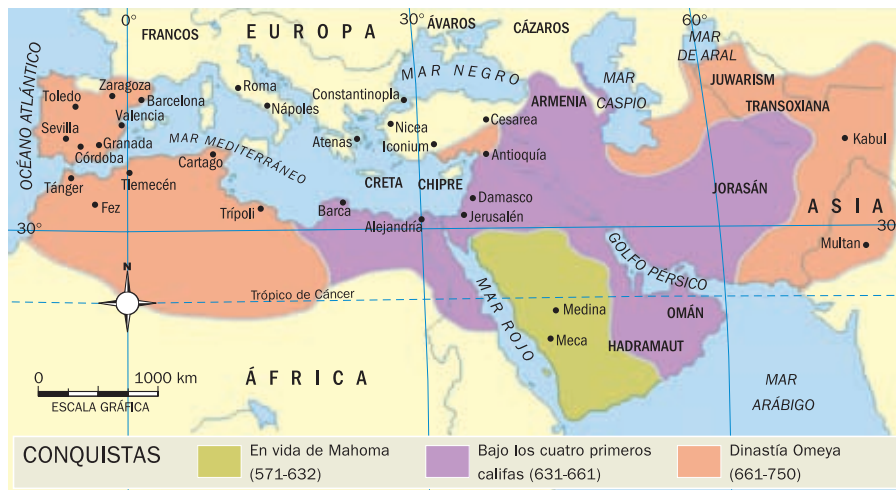 0°
30°
60°
FRANCOS
EUROPA
ÁVAROS
CÁZAROS
MAR
DE ARAL
OCÉANO ATLÁNTICO
Zaragoza
Toledo
Barcelona
Valencia
Sevilla
Granada
Córdoba
Roma
Nápoles
Constantinopla
MAR NEGRO
ARMENIA
MAR
CASPIO
JUWARISM
TRANSOXIANA
Cesarea
Nicea
Iconium
Atenas
Antioquía
Kabul
MAR MEDITERRÁNEO
Cartago
Tánger
Tlemecén
CRETA
CHIPRE
Damasco
Jerusalén
JORASÁN
ASIA
Fez
Trípoli
Barca
Alejandría
30°
30°
Multan
GOLFO PÉRSICO
N
Trópico de Cáncer
MAR ROJO
Medina
Meca
OMÁN
HADRAMAUT
ÁFRICA
MAR
ARÁBIGO
0 1000 km
ESCALA GRÁFICA
CONQUISTAS
En vida de Mahoma
(571-632)
Bajo los cuatro primeros
califas (631-661)
Dinastía Omeya
(661-750)